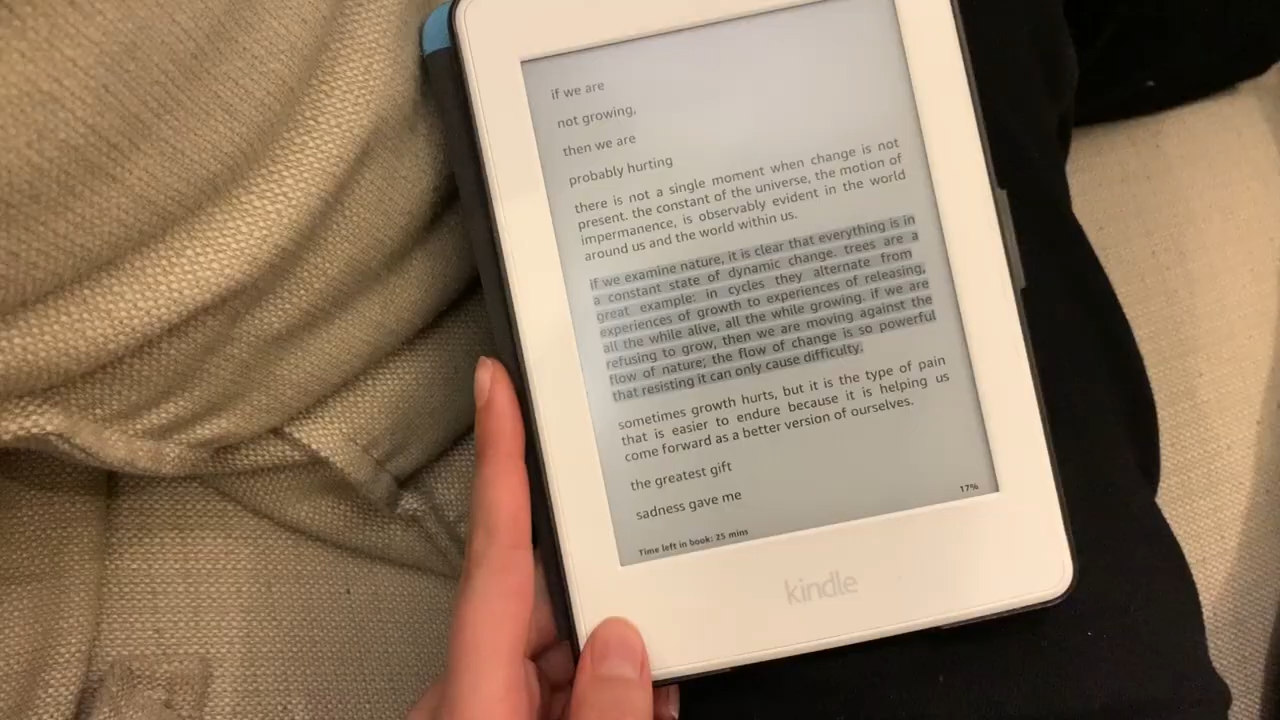 if we are
not growing,
then we are
probably hurting
there is not a single moment when change is not
present. the constant of the universe, the motion of
impermanence, is observably evident in the world
around us and the world within us.
if we examine nature, it is clear that everything is in
a constant state of dynamic change. trees are a
great example: in cycles they alternate from
experiences of growth to experiences of releasing,
all the while alive, all the while growing. if we are
refusing to grow, then we are moving against the
flow of nature; the flow of change is so powerful
that resisting it can only cause difficulty.
sometimes growth hurts, but it is the type of pain
that is easier to endure because it is helping us
come forward as a better version of ourselves.
the greatest gift
sadness gave me
Time left in book: 25 mins
17%
kindle